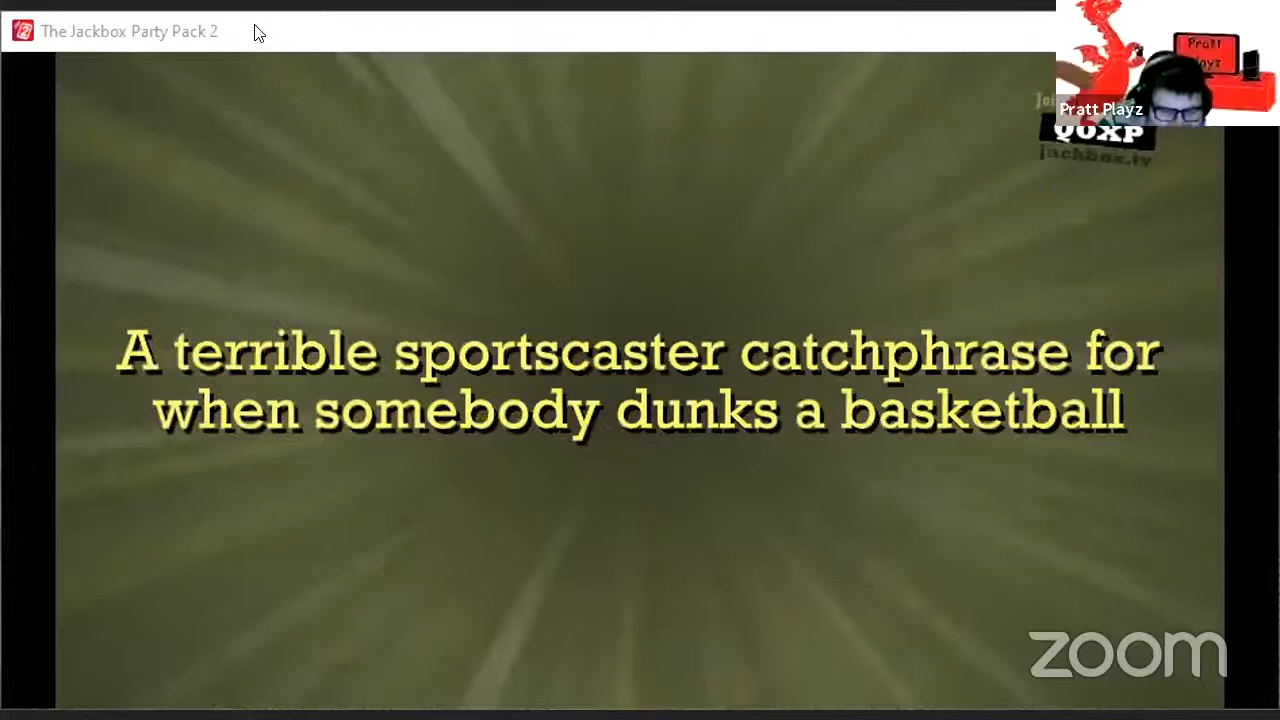 The Jackbox Party Pack 2
Pratt
Pratt Playz
QOXP
jackbox.tv
A terrible sportscaster catchphrase for
when somebody dunks a basketball
zoom